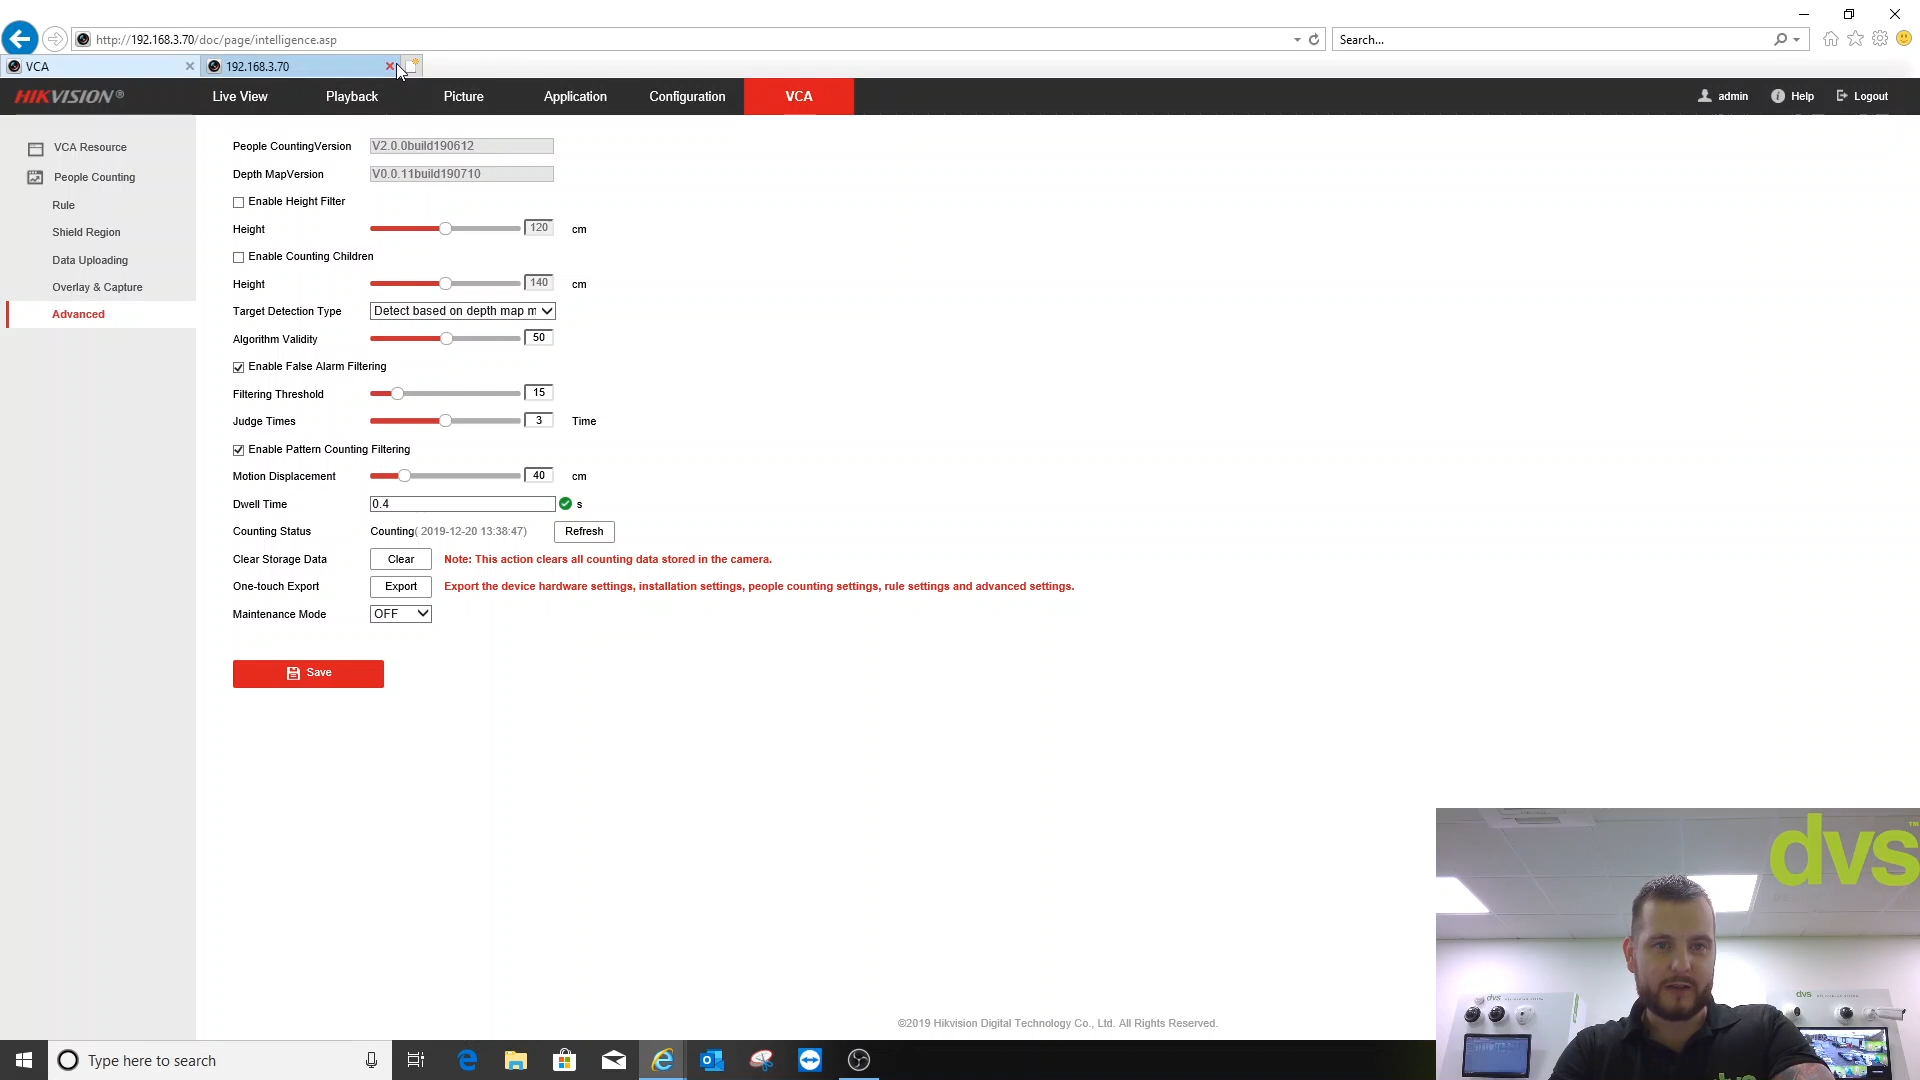 http://192.168.3.70/doc/page/intelligence.asp
Search...
VCA
192.168.3.70
HIKVISION®
Live View
Playback
Picture
Application
Configuration
VCA
admin
Help
Logout
VCA Resource
People Counting
Rule
Shield Region
Data Uploading
Overlay & Capture
Advanced
People CountingVersion V2.0.0build190612
Depth MapVersion V0.0.11build190710
Enable Height Filter
Height 120 cm
Enable Counting Children
Height 140 cm
Target Detection Type Detect based on depth map m
Algorithm Validity 50
Enable False Alarm Filtering
Filtering Threshold 15
Judge Times 3 Time
Enable Pattern Counting Filtering
Motion Displacement 40 cm
Dwell Time 0.4 s
Counting Status Counting( 2019-12-20 13:38:47) Refresh
Clear Storage Data Clear Note: This action clears all counting data stored in the camera.
One-touch Export Export Export the device hardware settings, installation settings, people counting settings, rule settings and advanced settings.
Maintenance Mode OFF
Save
©2019 Hikvision Digital Technology Co., Ltd. All Rights Reserved.
dvs™
dvs
dvs
Type here to search